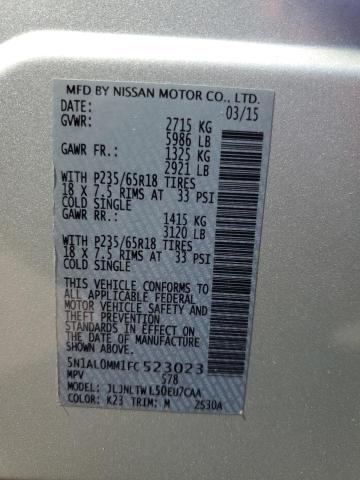 MFD BY NISSAN MOTOR CO., LTD.
DATE: 03/15
GVWR: 2715 KG
5986 LB
GAWR FR.: 1325 KG
2921 LB
WITH P235/65R18 TIRES
18 X 7.5 RIMS AT 33 PSI
COLD SINGLE
GAWR RR.: 1415 KG
3120 LB
WITH P235/65R18 TIRES
18 X 7.5 RIMS AT 33 PSI
COLD SINGLE
THIS VEHICLE CONFORMS TO
ALL APPLICABLE FEDERAL
MOTOR VEHICLE SAFETY,
BUMPER, AND
THEFT PREVENTION
STANDARDS IN EFFECT ON
THE DATE OF MANUFACTURE
SHOWN ABOVE.
5N1AL0MM1FC523023
MPV 578
MODEL: JLJNLTWL50EU7CAA
COLOR: K23 TRIM: M 2S30A